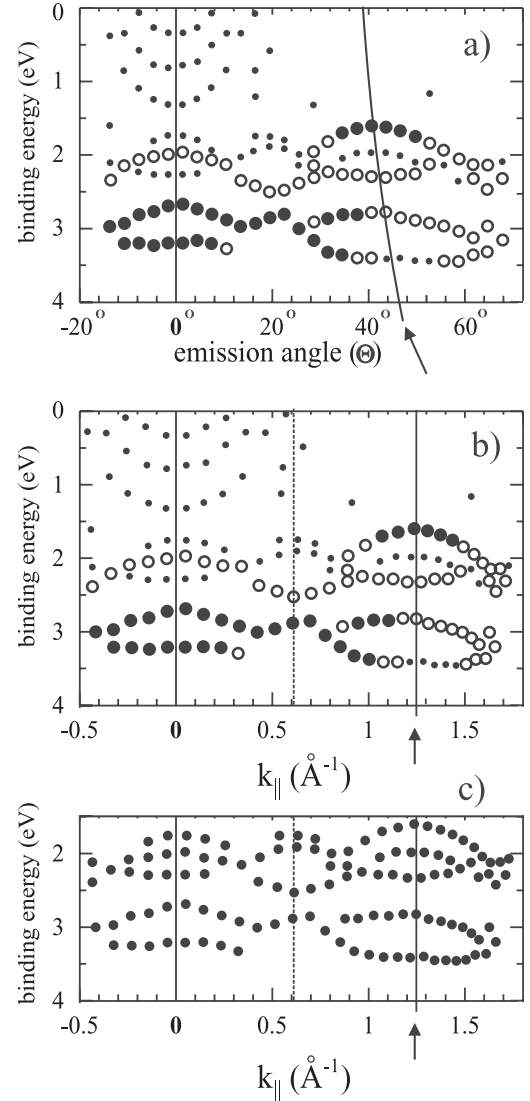 0
a)
1
2
3
4
binding energy (eV)
-20° 0° 20° 40° 60°
emission angle (Θ)
0
b)
1
2
3
4
binding energy (eV)
-0.5 0 0.5 1 1.5
k|| (Å-1)
c)
2
3
4
binding energy (eV)
-0.5 0 0.5 1 1.5
k|| (Å-1)